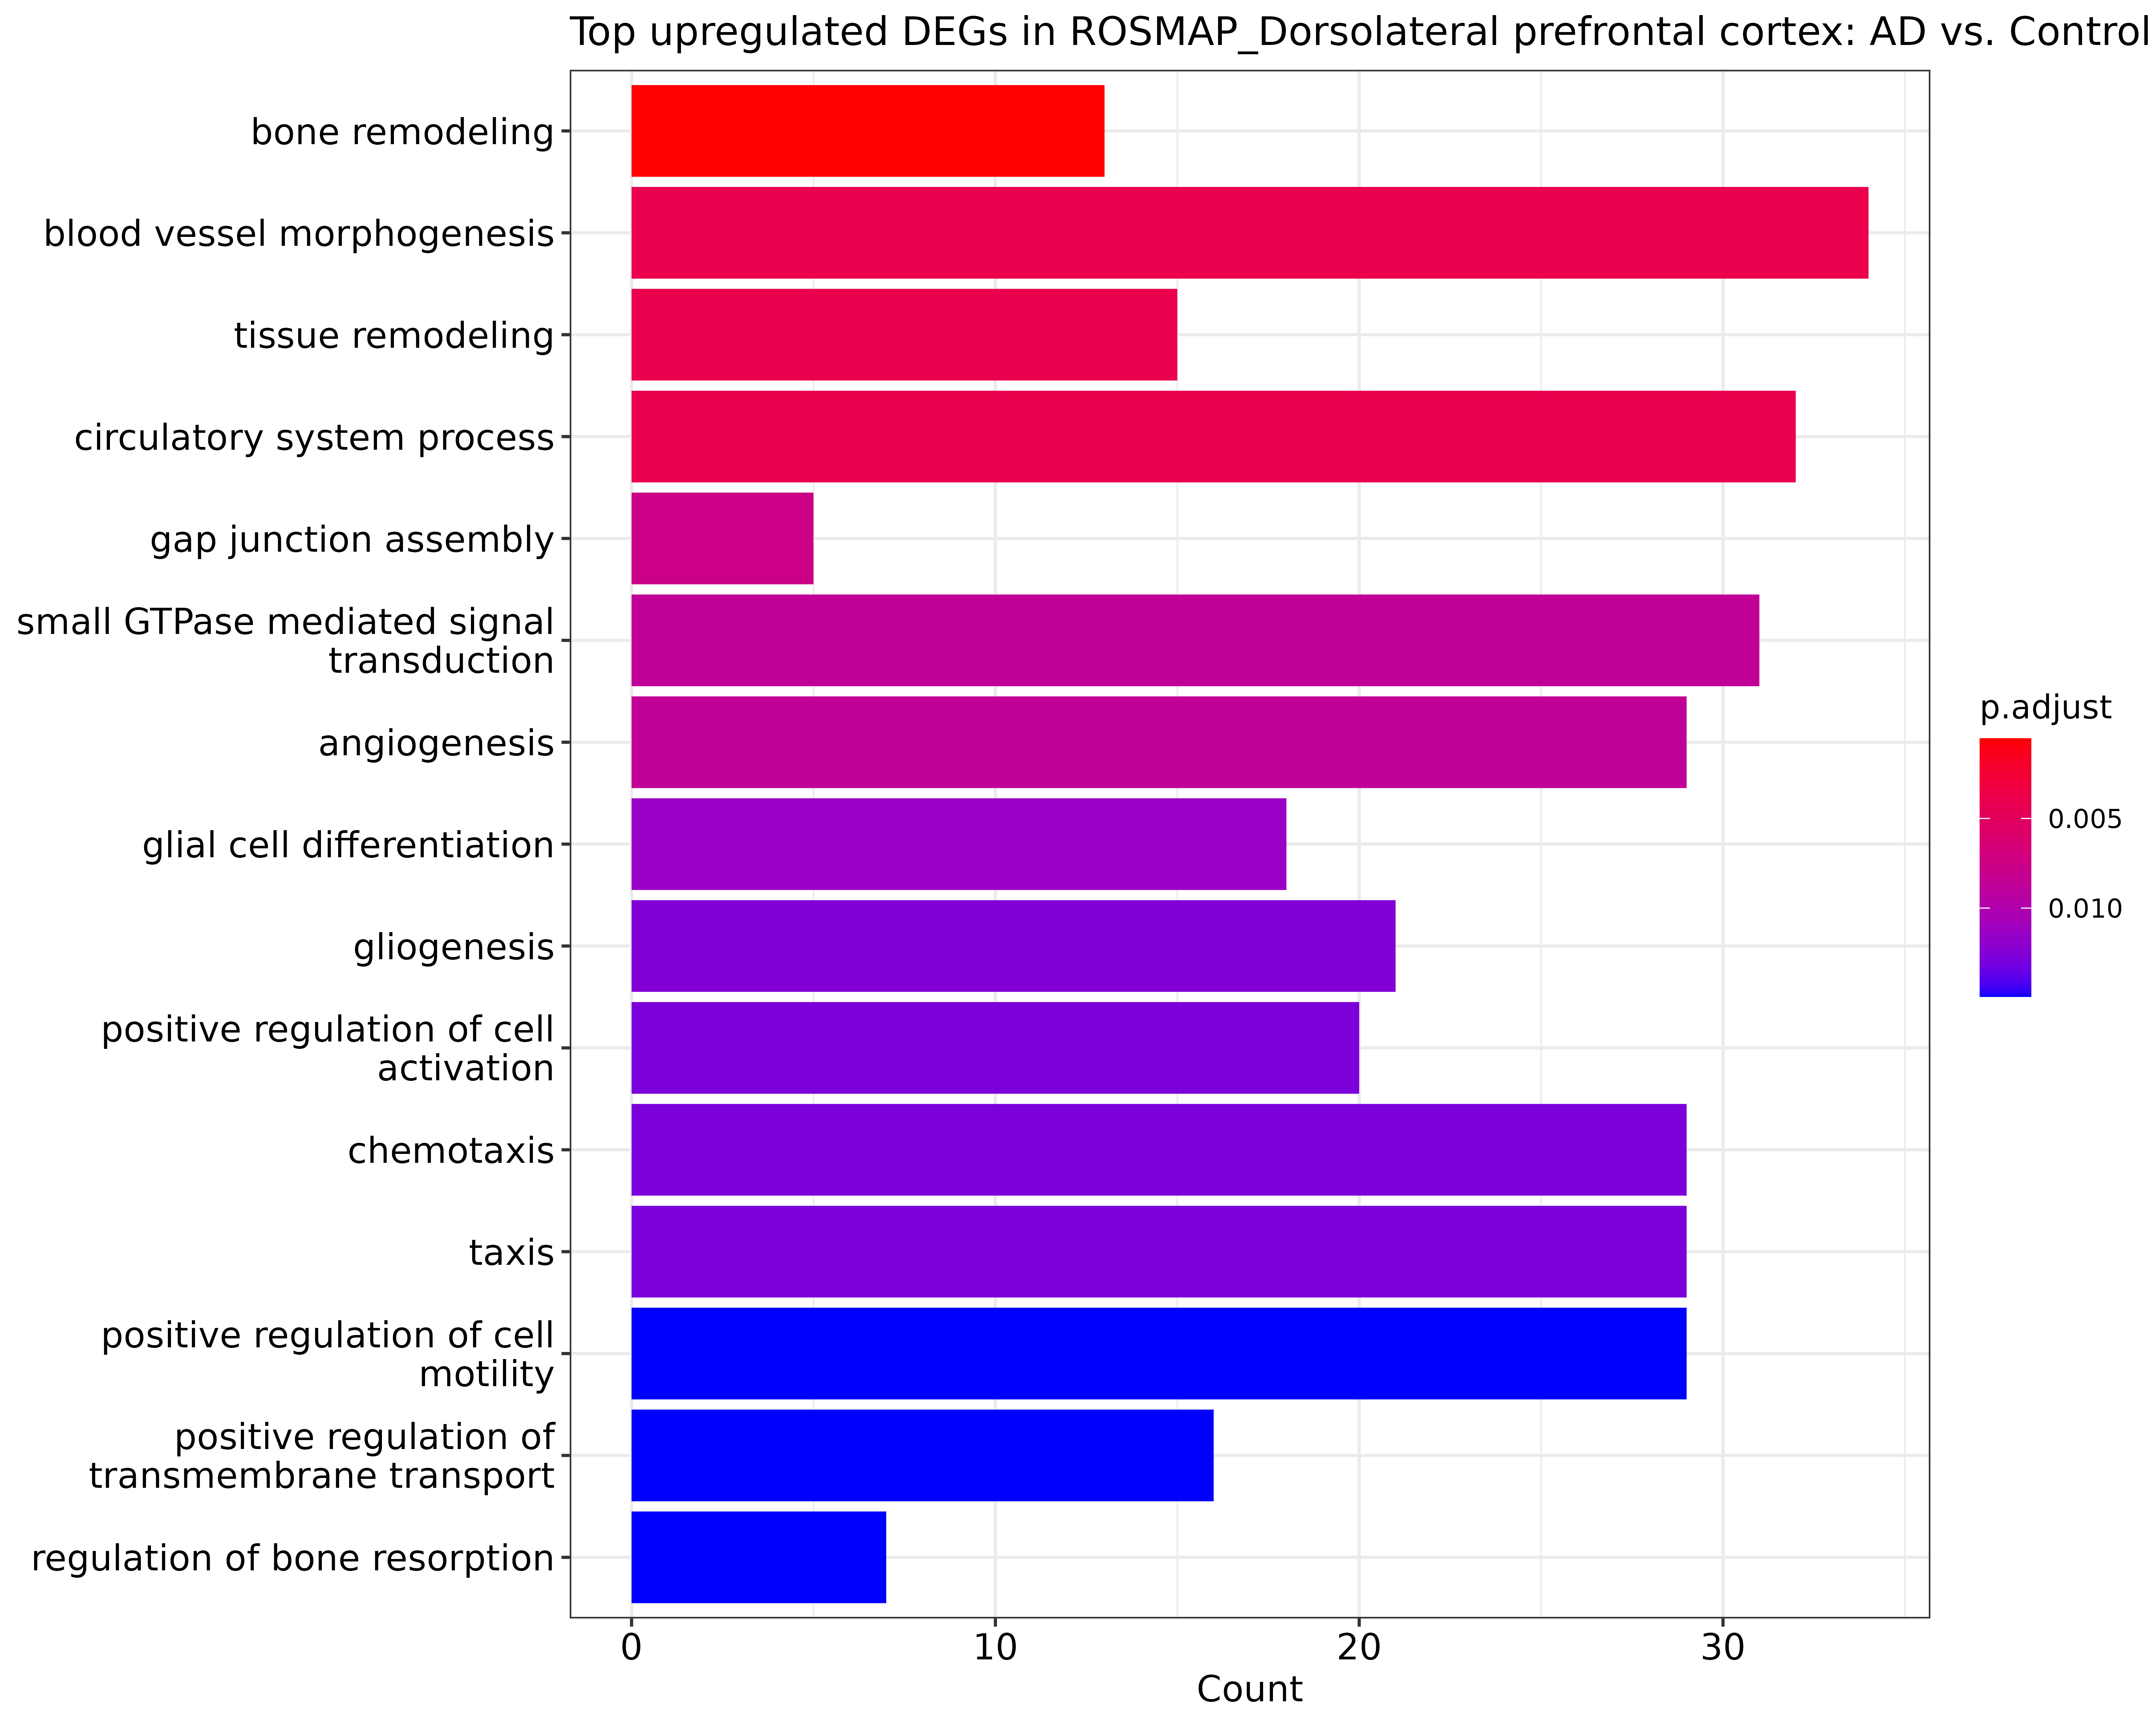 Top upregulated DEGs in ROSMAP_Dorsolateral prefrontal cortex: AD vs. Control
bone remodeling
blood vessel morphogenesis
tissue remodeling
circulatory system process
gap junction assembly
small GTPase mediated signal
transduction
angiogenesis
glial cell differentiation
gliogenesis
positive regulation of cell
activation
chemotaxis
taxis
positive regulation of cell
motility
positive regulation of
transmembrane transport
regulation of bone resorption
0 10 20 30
Count
p.adjust
0.005
0.010